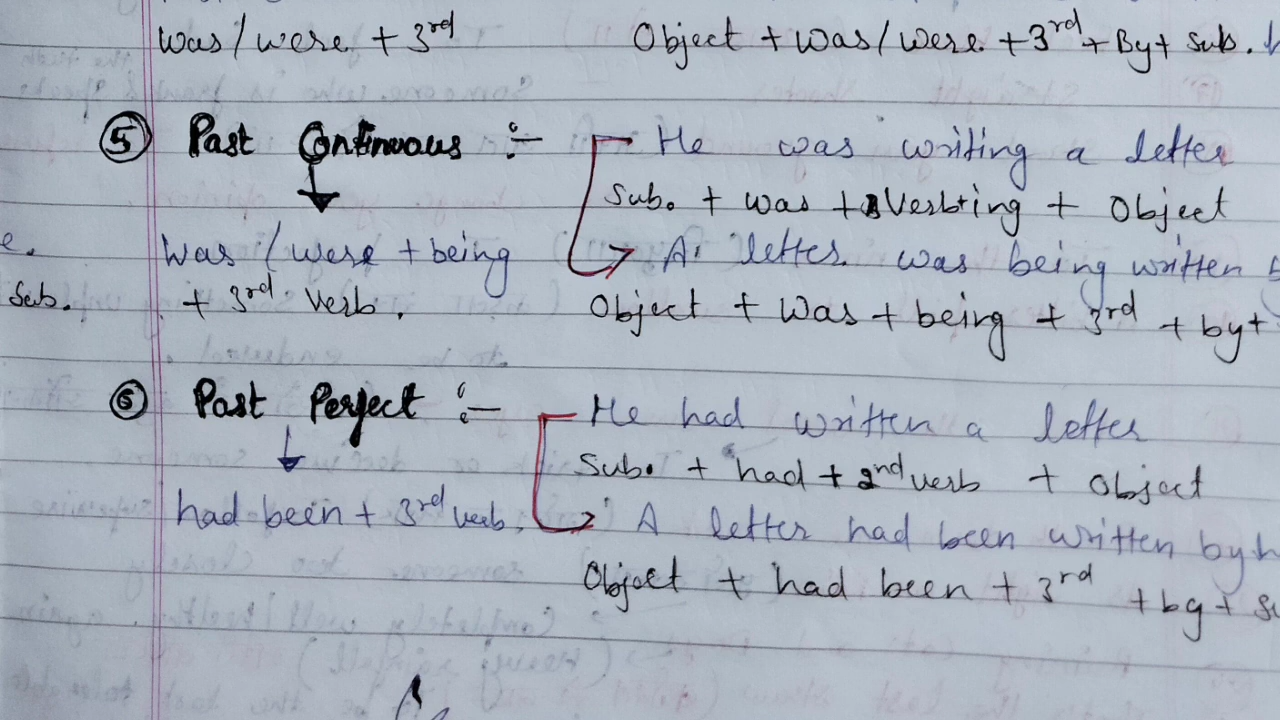 was/were + 3rd
Object + was/were + 3rd + By + Sub.
⑤ Past Continuous :-
He was writing a letter
Sub. + was + Verb+ing + Object
e.
was / were + being
A letter was being written
Sub.
+ 3rd verb.
Object + was + being + 3rd + by +
⑥ Past Perfect :-
He had written a letter
Sub. + had + 2nd verb + Object
had been + 3rd verb.
A letter had been written by h
Object + had been + 3rd + by + Su